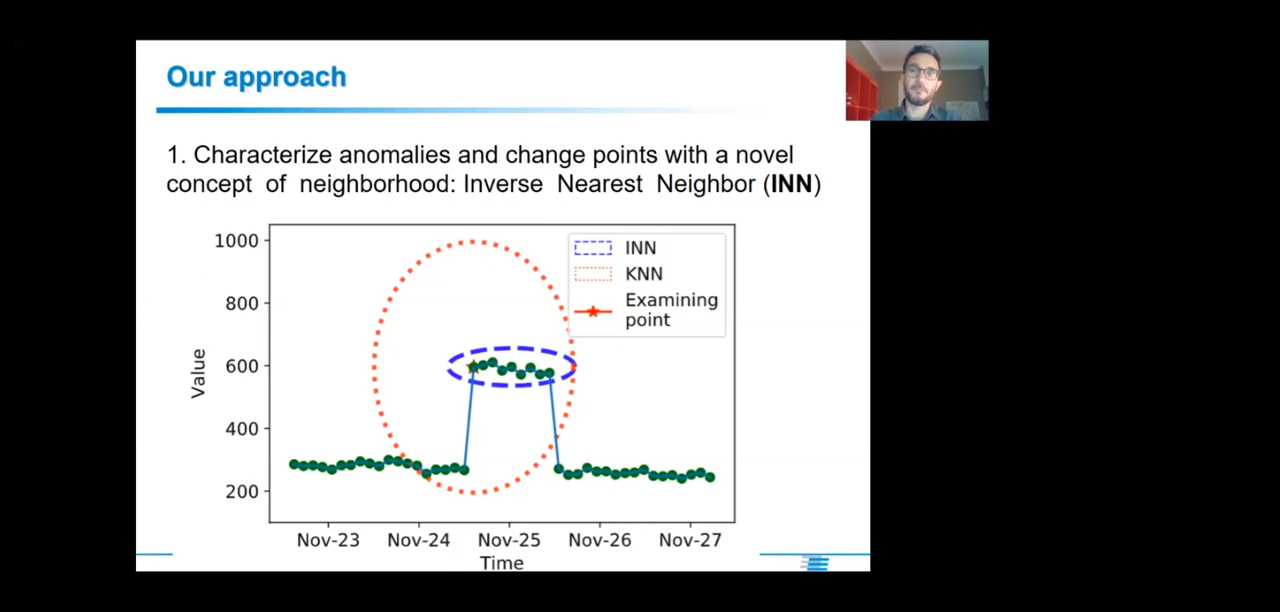 Our approach
1. Characterize anomalies and change points with a novel
concept of neighborhood: Inverse Nearest Neighbor (INN)
1000
800
600
400
200
Value
INN
KNN
Examining
point
Nov-23 Nov-24 Nov-25 Nov-26 Nov-27
Time